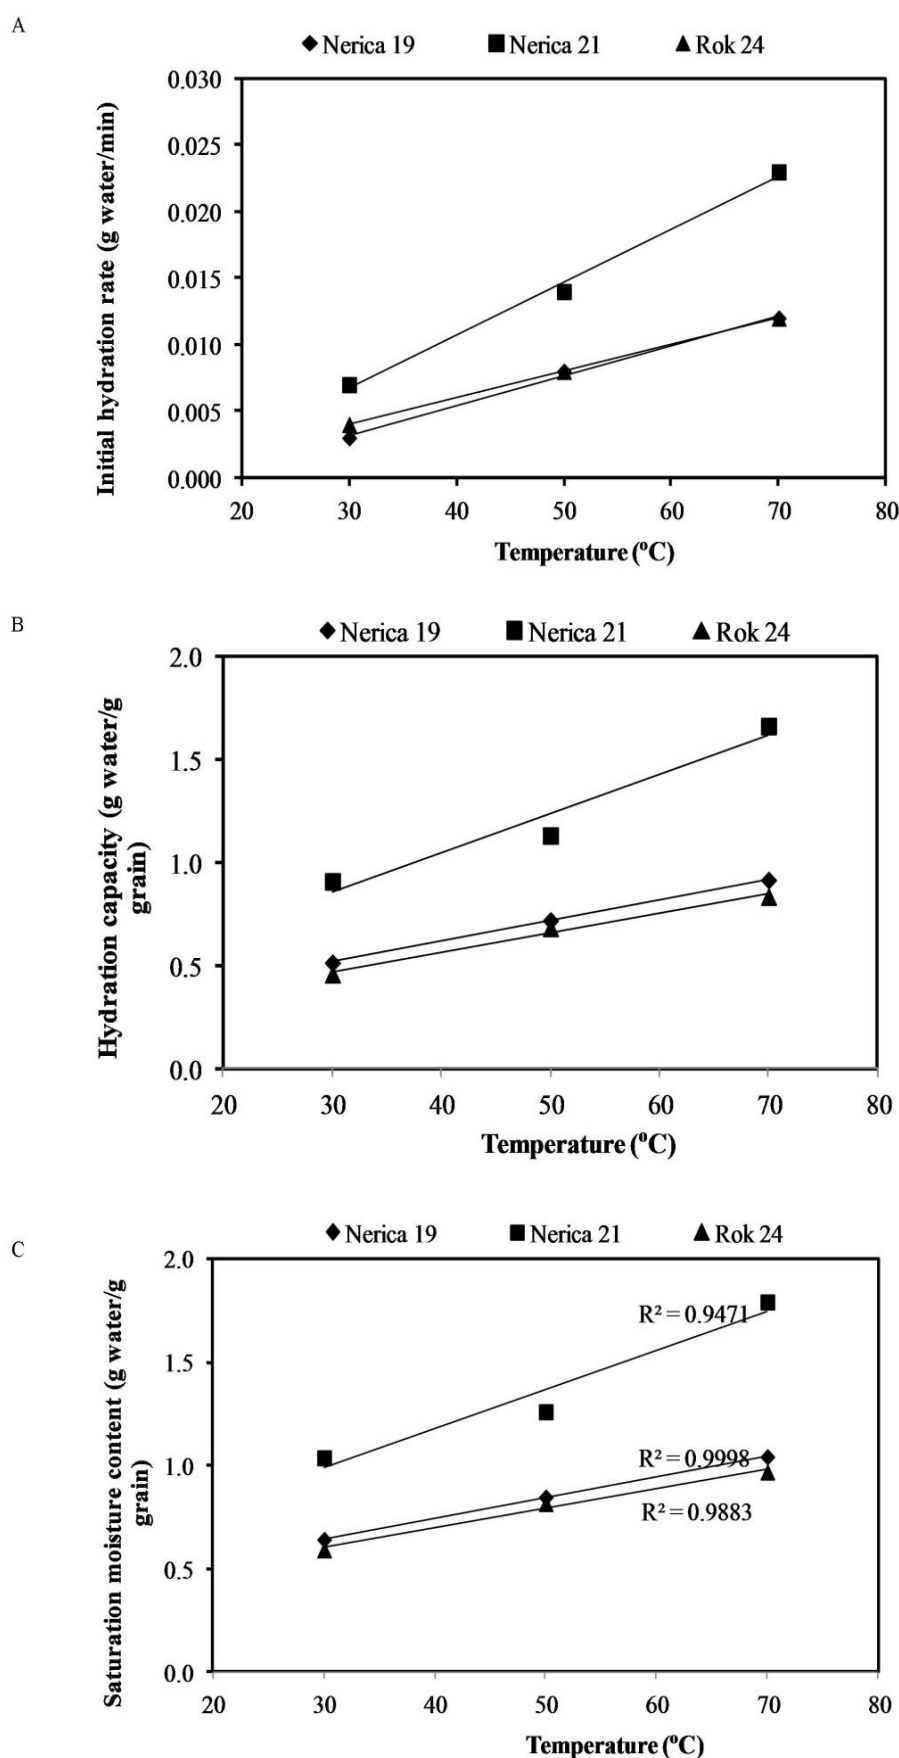 A
Nerica 19 Nerica 21 Rok 24
Initial hydration rate (g water/min)
0.030
0.025
0.020
0.015
0.010
0.005
0.000
20 30 40 50 60 70 80
Temperature (ºC)
B
Nerica 19 Nerica 21 Rok 24
Hydration capacity (g water/g
grain)
2.0
1.5
1.0
0.5
0.0
20 30 40 50 60 70 80
Temperature (ºC)
C
Nerica 19 Nerica 21 Rok 24
Saturation moisture content (g water/g
grain)
2.0
1.5
1.0
0.5
0.0
R² = 0.9471
R² = 0.9998
R² = 0.9883
20 30 40 50 60 70 80
Temperature (ºC)